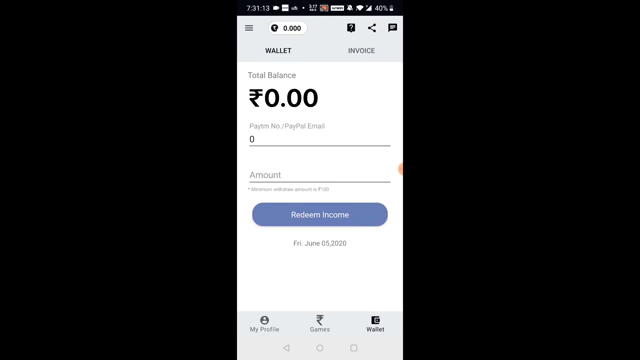 7:31:13
40%
0.000
WALLET
INVOICE
Total Balance
₹0.00
Paytm No./PayPal Email
0
Amount
* Minimum withdraw amount is ₹100
Redeem Income
Fri. June 05,2020
My Profile
Games
Wallet